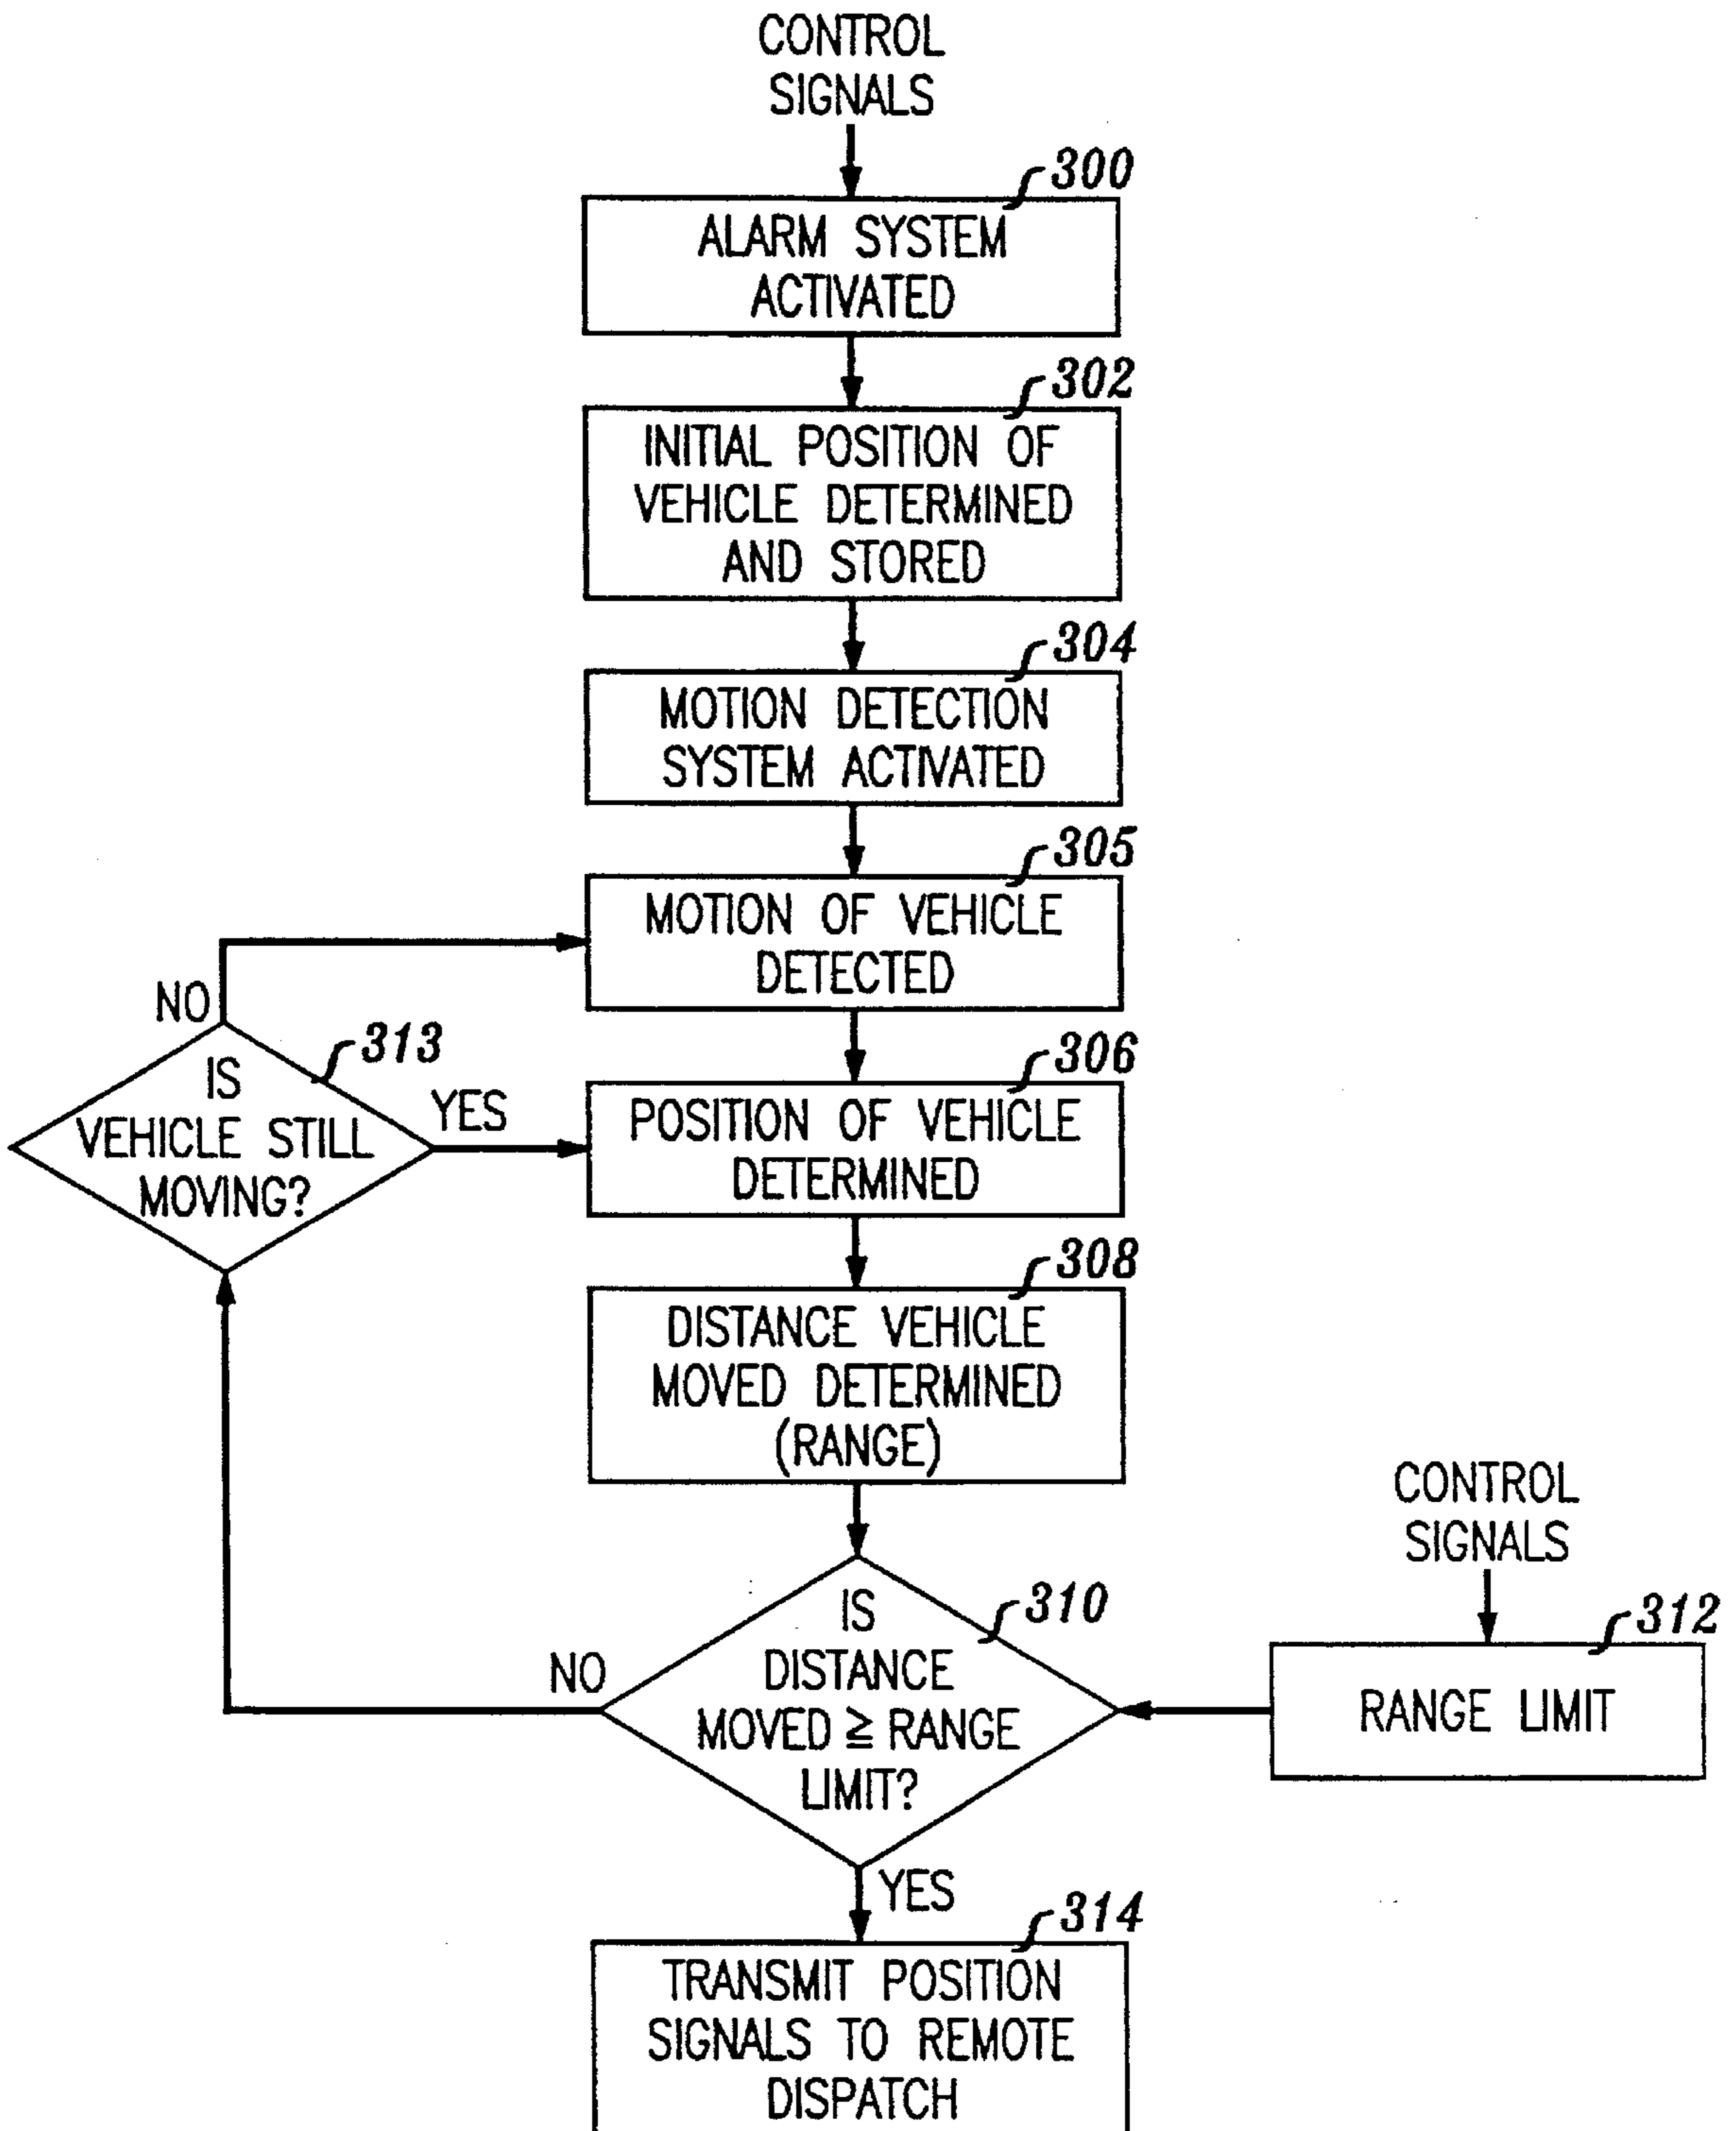 CONTROL
SIGNALS
300
ALARM SYSTEM
ACTIVATED
302
INITIAL POSITION OF
VEHICLE DETERMINED
AND STORED
304
MOTION DETECTION
SYSTEM ACTIVATED
305
MOTION OF VEHICLE
DETECTED
NO
313
IS
VEHICLE STILL
MOVING?
YES
306
POSITION OF VEHICLE
DETERMINED
308
DISTANCE VEHICLE
MOVED DETERMINED
(RANGE)
CONTROL
SIGNALS
312
RANGE LIMIT
310
IS
DISTANCE
MOVED ≧ RANGE
LIMIT?
NO
YES
314
TRANSMIT POSITION
SIGNALS TO REMOTE
DISPATCH